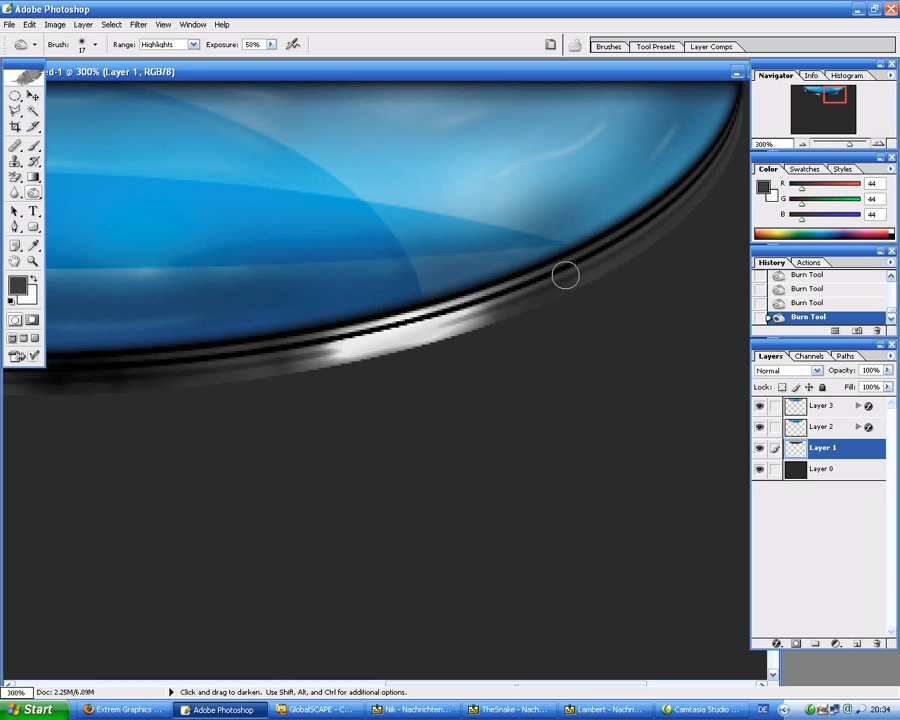 Adobe Photoshop
File Edit Image Layer Select Filter View Window Help
Brush: 17 Range: Highlights Exposure: 50% Brushes Tool Presets Layer Comps
ed-1 @ 300% (Layer 1, RGB/8)
Navigator Info Histogram
300%
Color Swatches Styles
R 44
G 44
B 44
History Actions
Burn Tool
Burn Tool
Burn Tool
Burn Tool
Layers Channels Paths
Normal Opacity: 100%
Lock: Fill: 100%
Layer 3
Layer 2
Layer 1
Layer 0
300% Doc: 2.25M/6.09M Click and drag to darken. Use Shift, Alt, and Ctrl for additional options.
Start Extrem Graphics ... Adobe Photoshop GlobalSCAPE - C... Nik - Nachrichten... TheSnake - Nach... Lambert - Nachric... Camtasia Studio ... DE 20:34